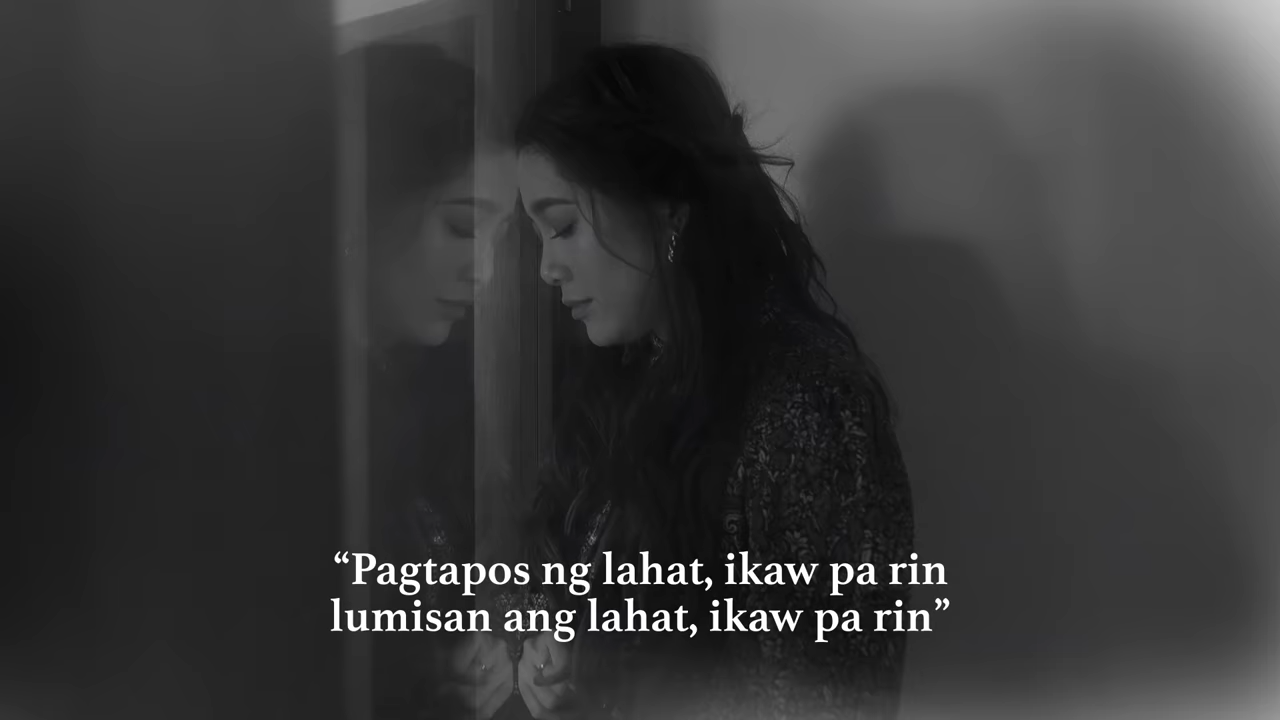 “Pagtapos ng lahat, ikaw pa rin
lumisan ang lahat, ikaw pa rin”